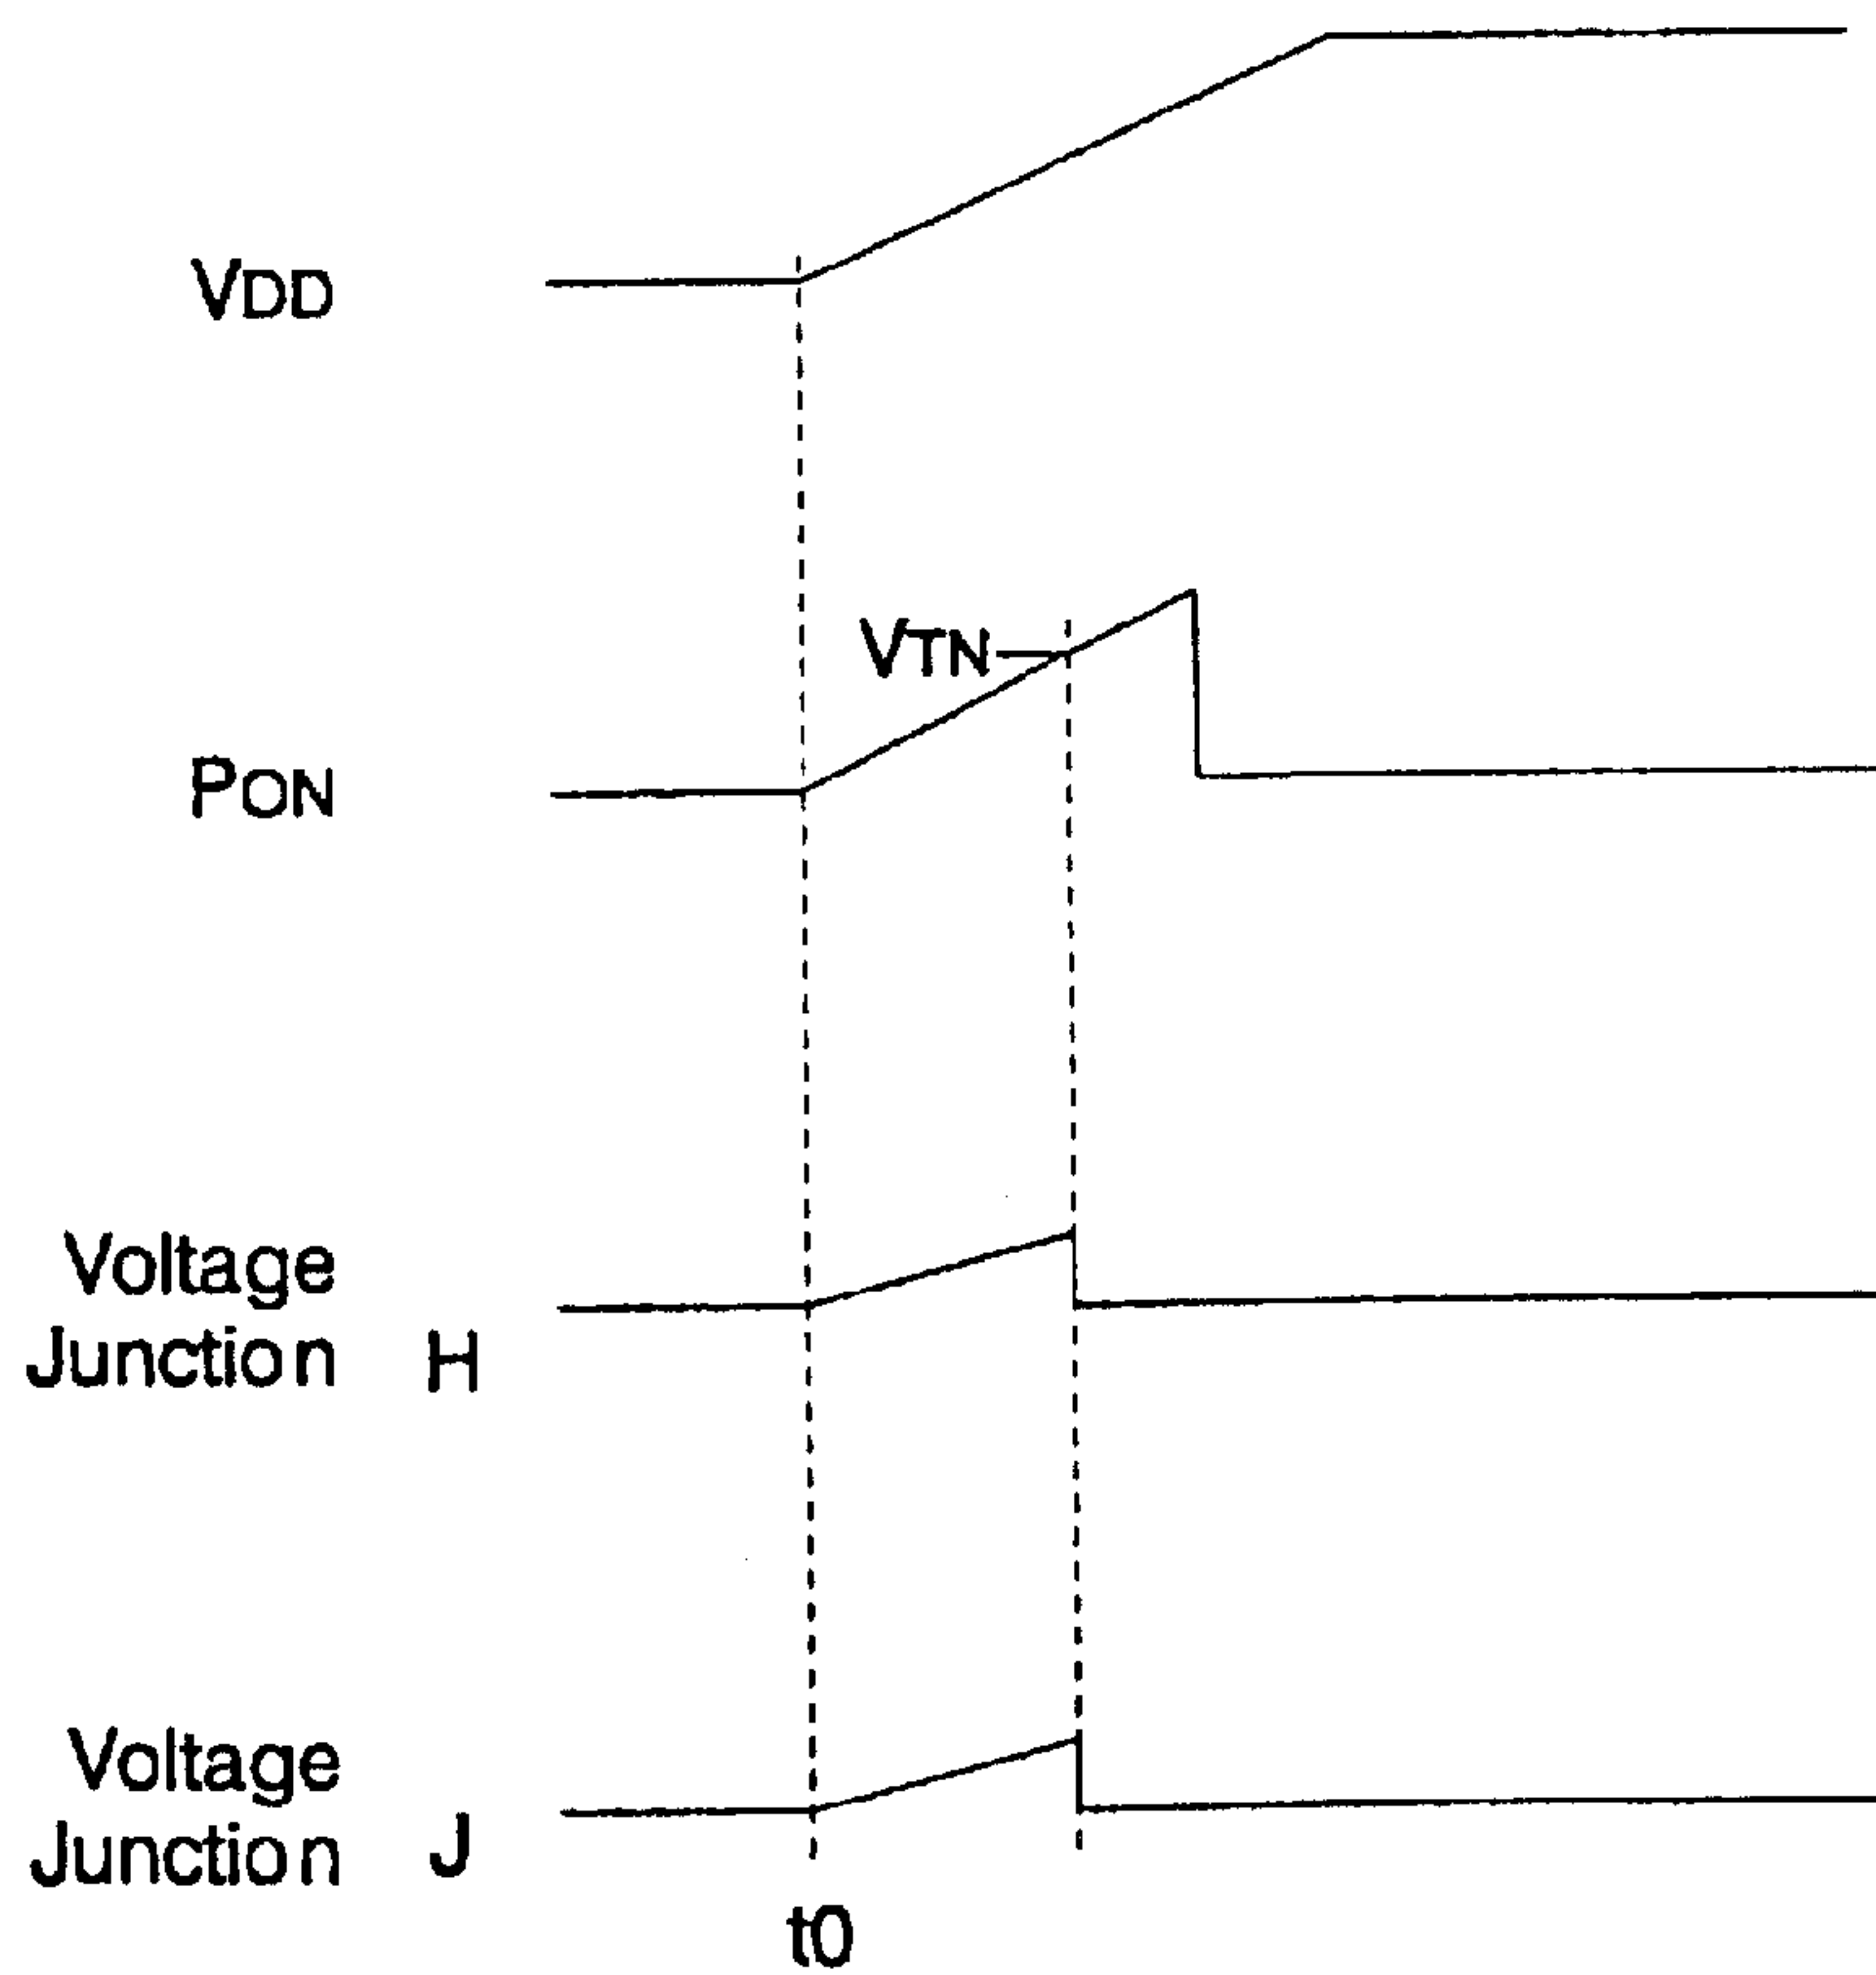 VDD
VTN
PON
Voltage
Junction H
Voltage
Junction J
t0